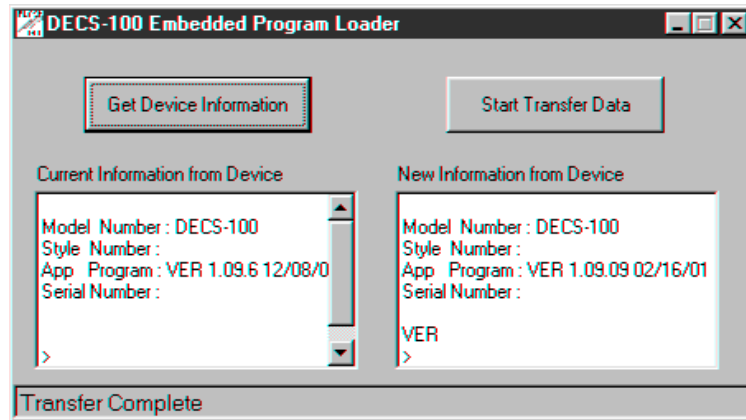 DECS-100 Embedded Program Loader
Get Device Information
Start Transfer Data
Current Information from Device
Model Number : DECS-100
Style Number :
App Program : VER 1.09.6 12/08/0
Serial Number :
>
New Information from Device
Model Number : DECS-100
Style Number :
App Program : VER 1.09.09 02/16/01
Serial Number :
VER
>
Transfer Complete